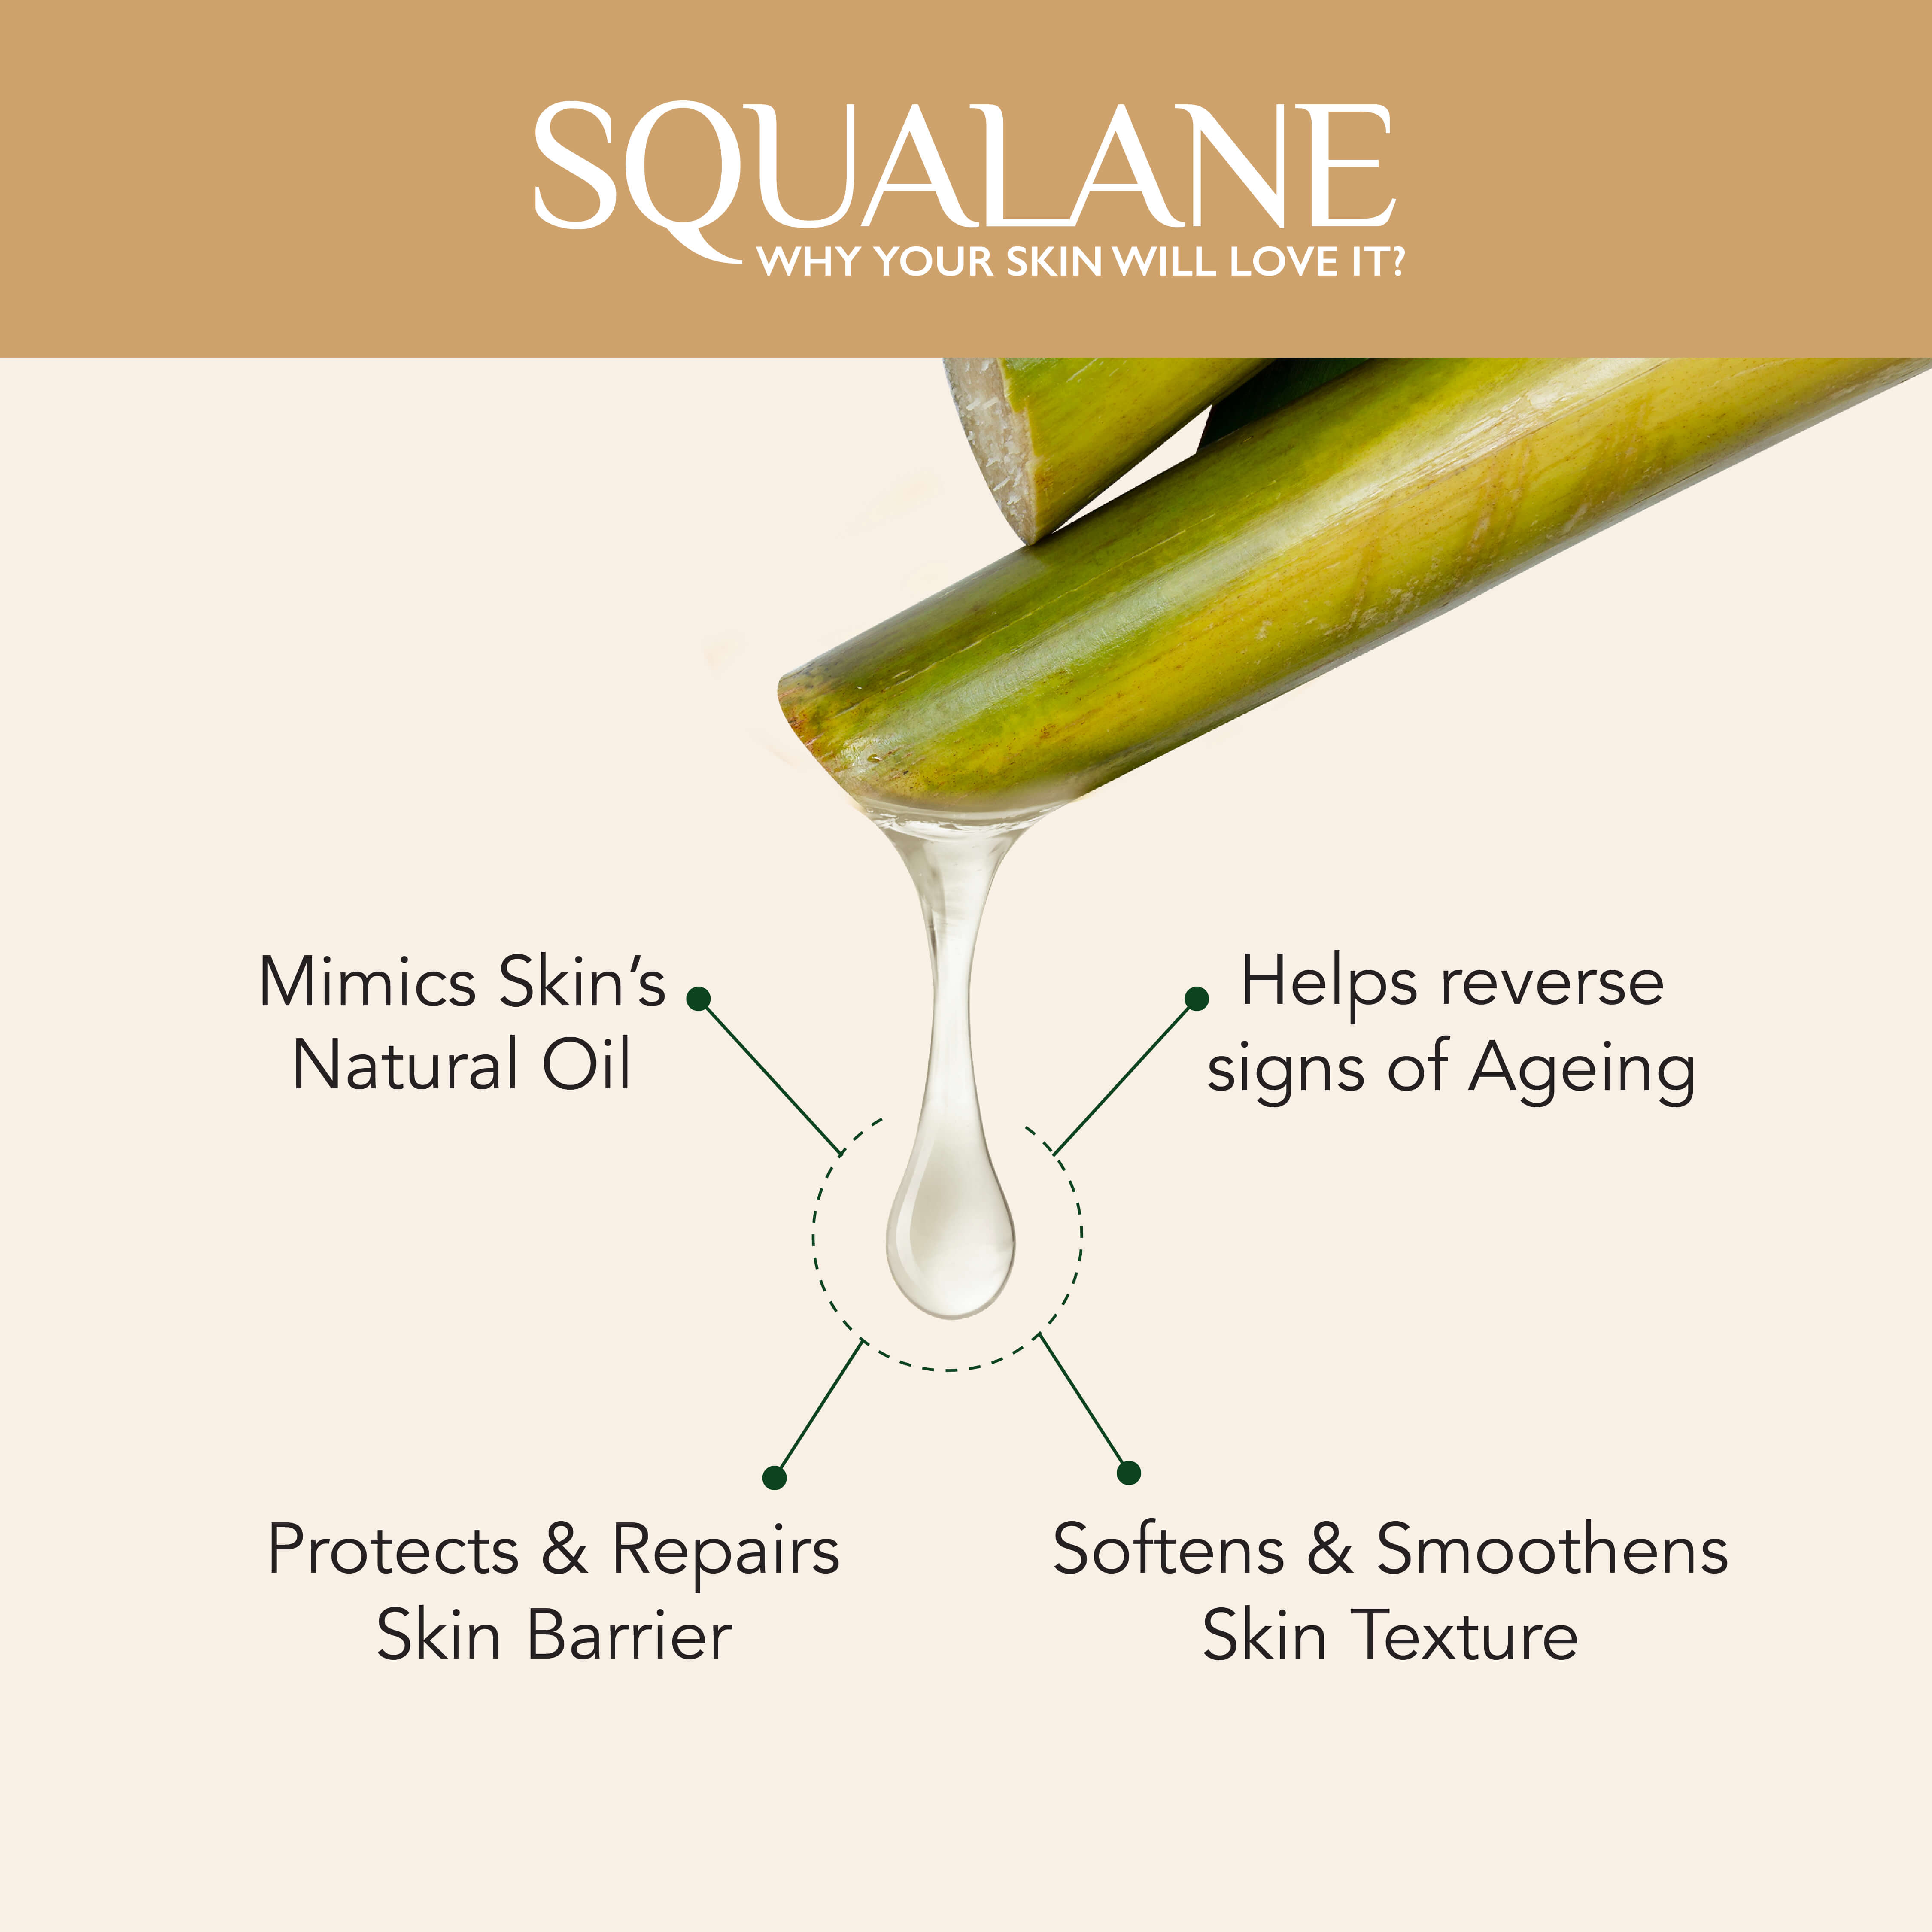 SQUALANE
WHY YOUR SKIN WILL LOVE IT?
Mimics Skin’s
Natural Oil
Helps reverse
signs of Ageing
Protects & Repairs
Skin Barrier
Softens & Smoothens
Skin Texture